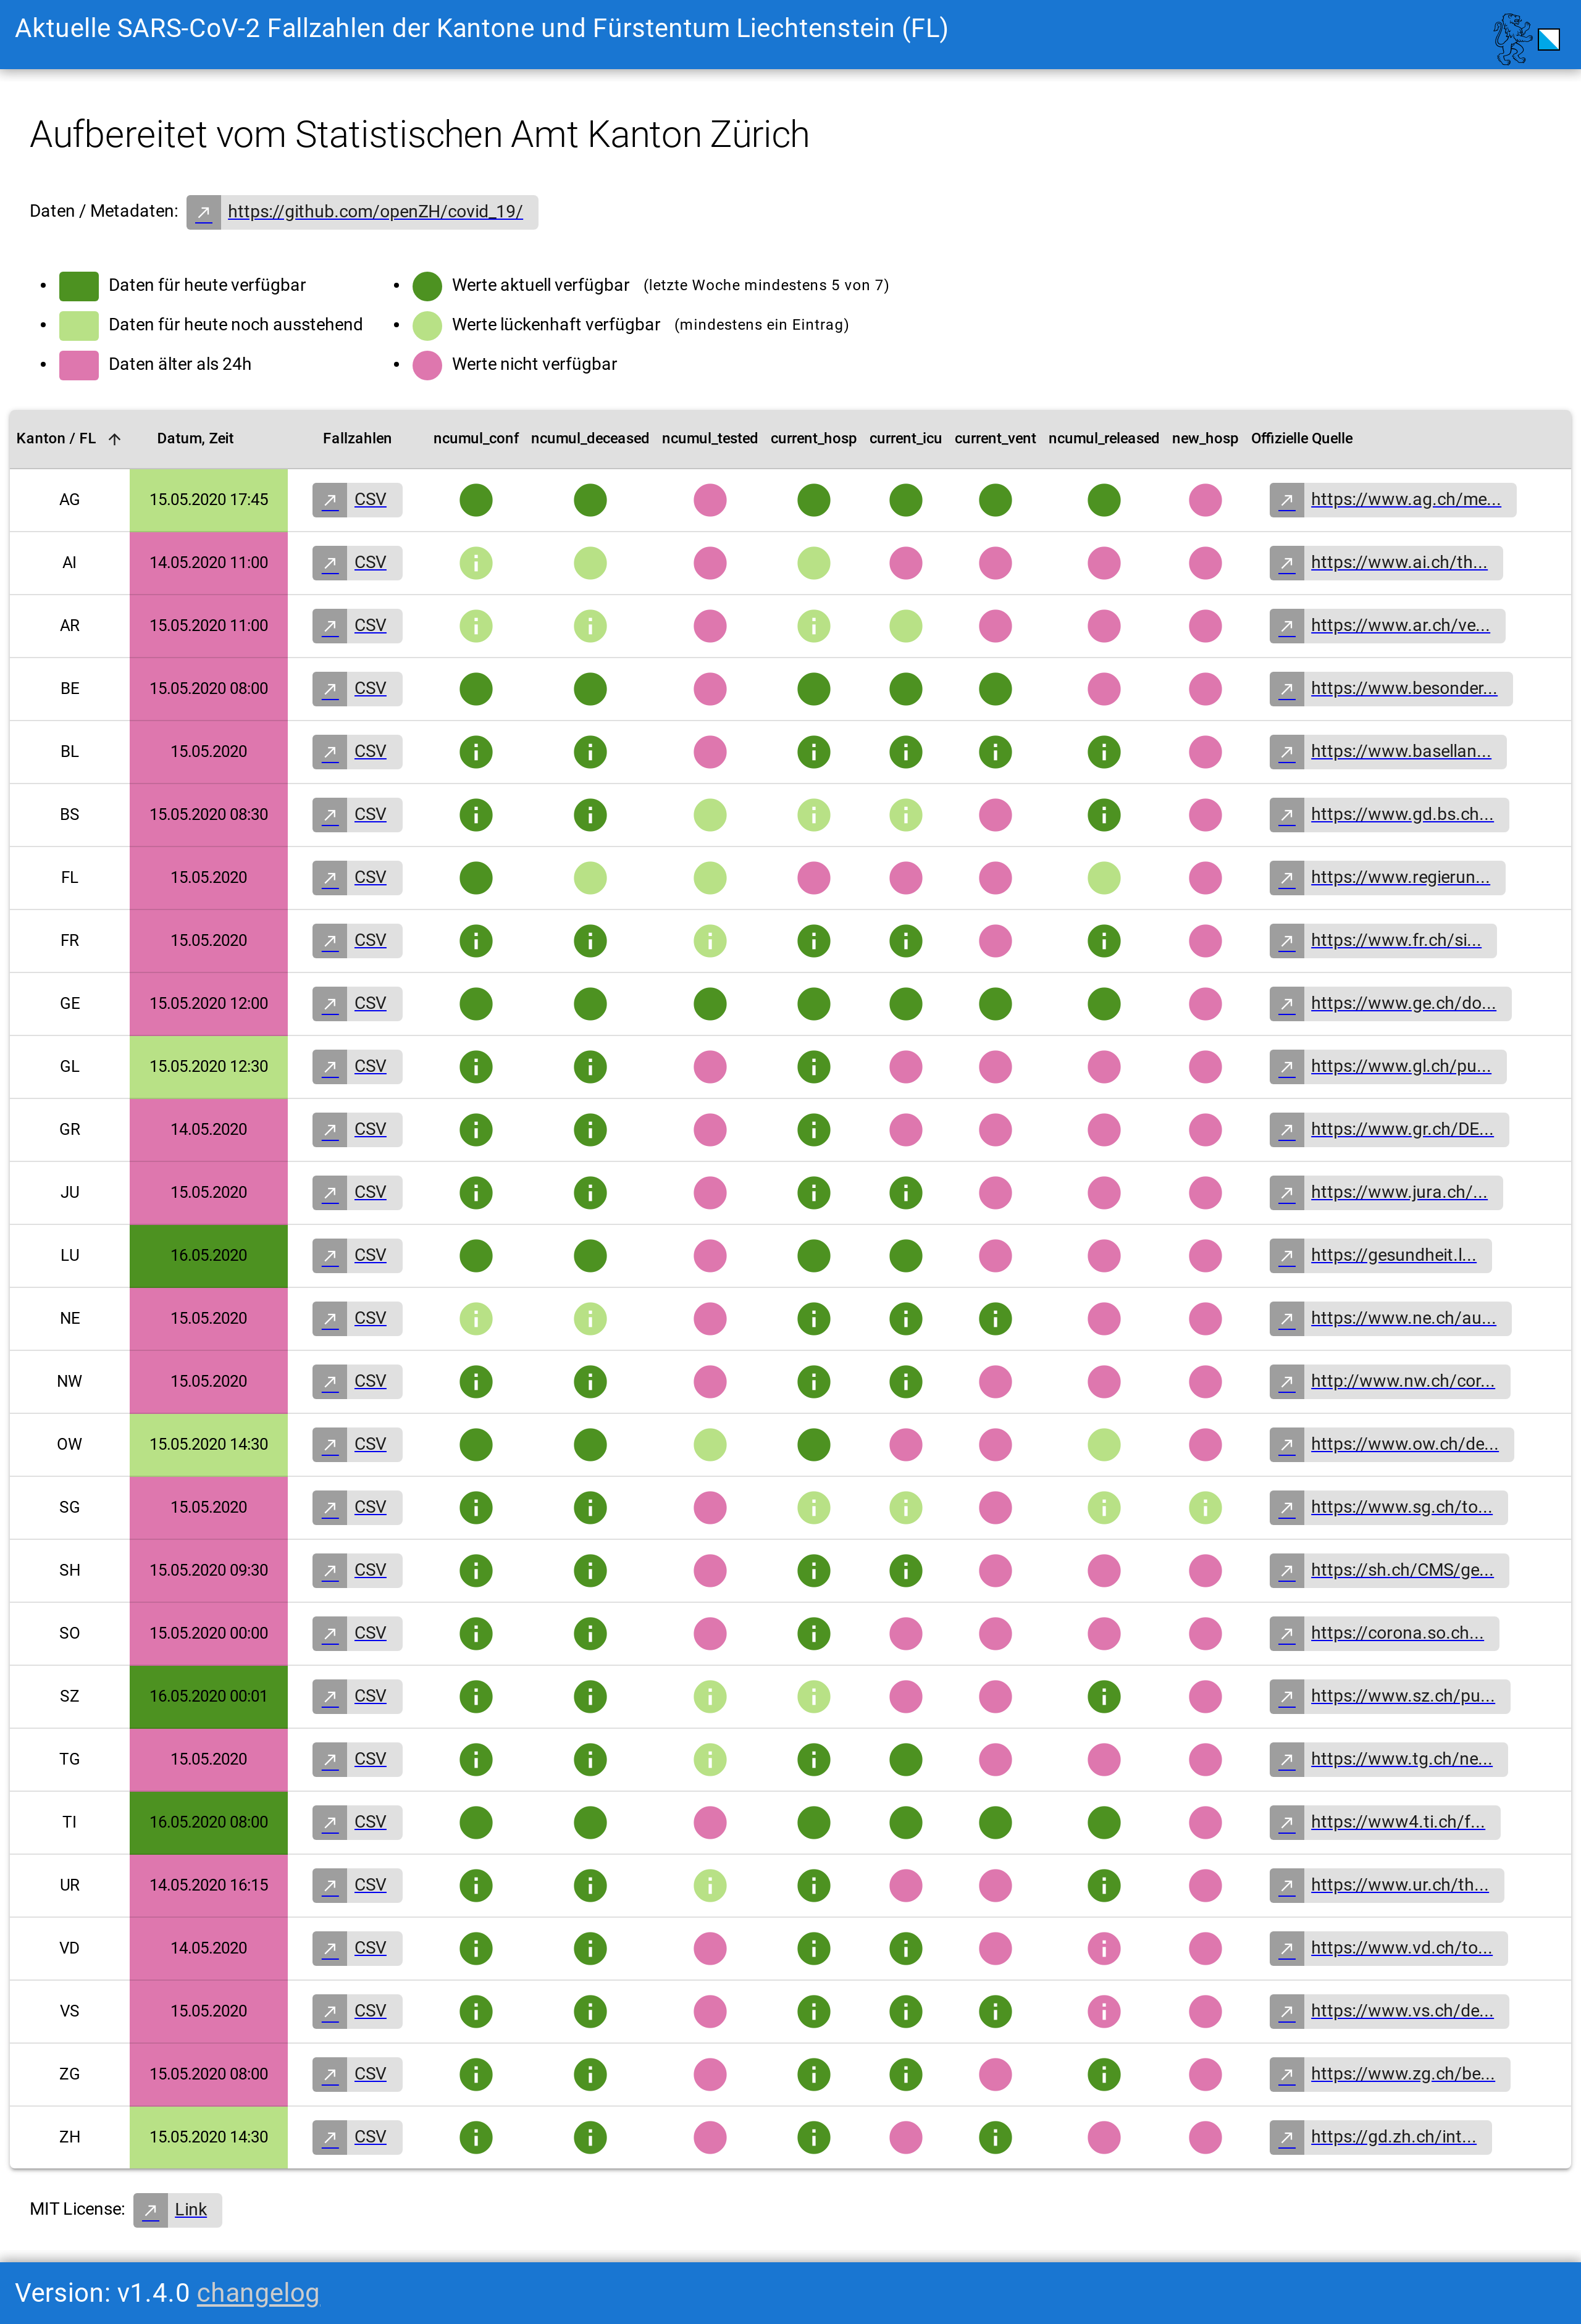 Aktuelle SARS-CoV-2 Fallzahlen der Kantone und Fürstentum Liechtenstein (FL)
Aufbereitet vom Statistischen Amt Kanton Zürich
Daten / Metadaten: https://github.com/openZH/covid_19/
Daten für heute verfügbar Werte aktuell verfügbar (letzte Woche mindestens 5 von 7)
Daten für heute noch ausstehend Werte lückenhaft verfügbar (mindestens ein Eintrag)
Daten älter als 24h Werte nicht verfügbar
Kanton / FL Datum, Zeit Fallzahlen ncumul_conf ncumul_deceased ncumul_tested current_hosp current_icu current_vent ncumul_released new_hosp Offizielle Quelle
AG 15.05.2020 17:45 CSV https://www.ag.ch/me...
AI 14.05.2020 11:00 CSV https://www.ai.ch/th...
AR 15.05.2020 11:00 CSV https://www.ar.ch/ve...
BE 15.05.2020 08:00 CSV https://www.besonder...
BL 15.05.2020 CSV https://www.basellan...
BS 15.05.2020 08:30 CSV https://www.gd.bs.ch...
FL 15.05.2020 CSV https://www.regierun...
FR 15.05.2020 CSV https://www.fr.ch/si...
GE 15.05.2020 12:00 CSV https://www.ge.ch/do...
GL 15.05.2020 12:30 CSV https://www.gl.ch/pu...
GR 14.05.2020 CSV https://www.gr.ch/DE...
JU 15.05.2020 CSV https://www.jura.ch/...
LU 16.05.2020 CSV https://gesundheit.l...
NE 15.05.2020 CSV https://www.ne.ch/au...
NW 15.05.2020 CSV http://www.nw.ch/cor...
OW 15.05.2020 14:30 CSV https://www.ow.ch/de...
SG 15.05.2020 CSV https://www.sg.ch/to...
SH 15.05.2020 09:30 CSV https://sh.ch/CMS/ge...
SO 15.05.2020 00:00 CSV https://corona.so.ch...
SZ 16.05.2020 00:01 CSV https://www.sz.ch/pu...
TG 15.05.2020 CSV https://www.tg.ch/ne...
TI 16.05.2020 08:00 CSV https://www4.ti.ch/f...
UR 14.05.2020 16:15 CSV https://www.ur.ch/th...
VD 14.05.2020 CSV https://www.vd.ch/to...
VS 15.05.2020 CSV https://www.vs.ch/de...
ZG 15.05.2020 08:00 CSV https://www.zg.ch/be...
ZH 15.05.2020 14:30 CSV https://gd.zh.ch/int...
MIT License: Link
Version: v1.4.0 changelog